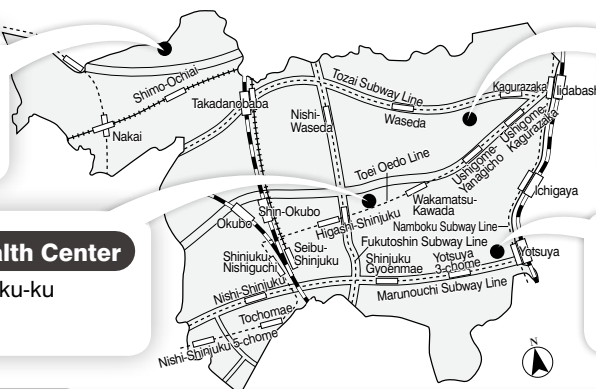 Shimo-Ochiai
Nakai
Takadanobaba
Nishi-
Waseda
Tozai Subway Line
Waseda
Kagurazaka
Iidabash
Ushigome-
Kagurazaka
Ushigome-
Yanagicho
Toei Oedo Line
Wakamatsu-
Kawada
Ichigaya
Okubo
Shin-Okubo
Higashi-Shinjuku
Namboku Subway Line
Fukutoshin Subway Line
Seibu-
Shinjuku
Shinjuku-
Nishiguchi
Shinjuku
Gyoenmae
Yotsuya
3-chome
Yotsuya
Nishi-Shinjuku
Marunouchi Subway Line
Tochomae
Nishi-Shinjuku 5-chome
alth Center
ku-ku
N